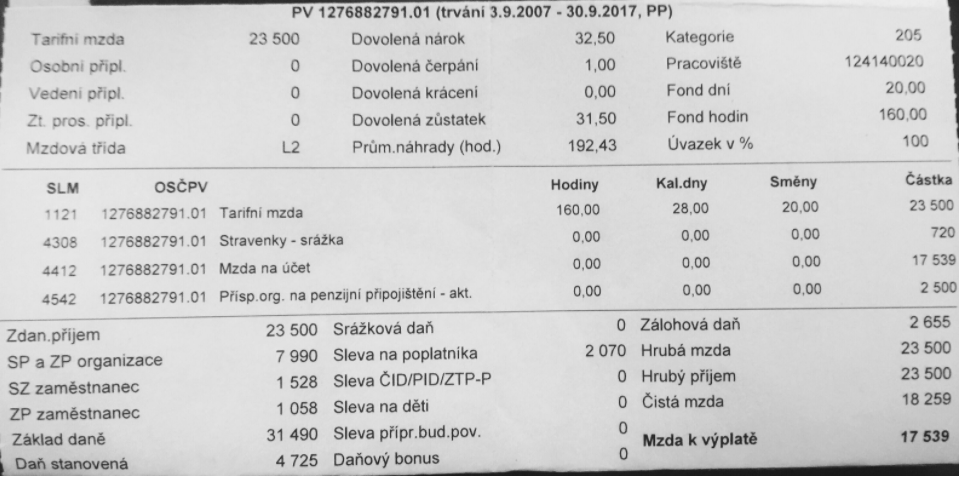 PV 1276882791.01 (trvání 3.9.2007 - 30.9.2017, PP)
Tarifní mzda 23 500 Dovolená nárok 32,50 Kategorie 205
Osobní připl. 0 Dovolená čerpání 1,00 Pracoviště 124140020
Vedení připl. 0 Dovolená krácení 0,00 Fond dní 20,00
Zt. pros. připl. 0 Dovolená zůstatek 31,50 Fond hodin 160,00
Mzdová třída L2 Prům.náhrady (hod.) 192,43 Úvazek v % 100
SLM OSČPV Hodiny Kal.dny Směny Částka
1121 1276882791.01 Tarifní mzda 160,00 28,00 20,00 23 500
4308 1276882791.01 Stravenky - srážka 0,00 0,00 0,00 720
4412 1276882791.01 Mzda na účet 0,00 0,00 0,00 17 539
4542 1276882791.01 Přísp.org. na penzijní připojištění - akt. 0,00 0,00 0,00 2 500
Zdan.příjem 23 500 Srážková daň 0 Zálohová daň 2 655
SP a ZP organizace 7 990 Sleva na poplatníka 2 070 Hrubá mzda 23 500
SZ zaměstnanec 1 528 Sleva ČID/PID/ZTP-P 0 Hrubý příjem 23 500
ZP zaměstnanec 1 058 Sleva na děti 0 Čistá mzda 18 259
Základ daně 31 490 Sleva přípr.bud.pov. 0 Mzda k výplatě 17 539
Daň stanovená 4 725 Daňový bonus 0